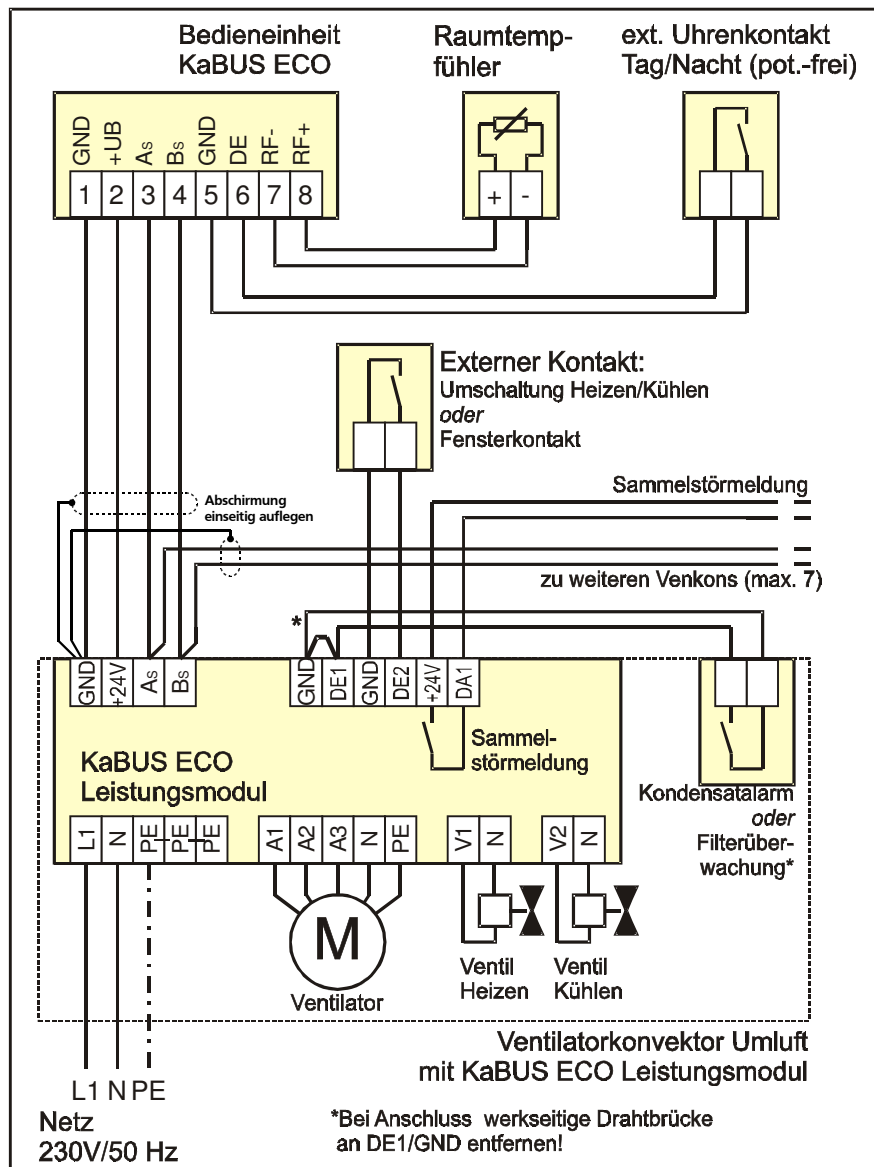 Bedieneinheit
KaBUS ECO
Raumtemp-
fühler
ext. Uhrenkontakt
Tag/Nacht (pot.-frei)
GND +UB As Bs GND DE RF- RF+
1 2 3 4 5 6 7 8
+ -
Externer Kontakt:
Umschaltung Heizen/Kühlen
oder
Fensterkontakt
Abschirmung
einseitig auflegen
Sammelstörmeldung
zu weiteren Venkons (max. 7)
*
GND +24V As Bs
GND DE1 GND DE2 +24V DA1
Sammel-
störmeldung
KaBUS ECO
Leistungsmodul
Kondensatalarm
oder
Filterüber-
wachung*
L1 N PE PE PE
A1 A2 A3 N PE
V1 N
V2 N
M
Ventilator
Ventil
Heizen
Ventil
Kühlen
Ventilatorkonvektor Umluft
mit KaBUS ECO Leistungsmodul
L1 N PE
Netz
230V/50 Hz
*Bei Anschluss werkseitige Drahtbrücke
an DE1/GND entfernen!